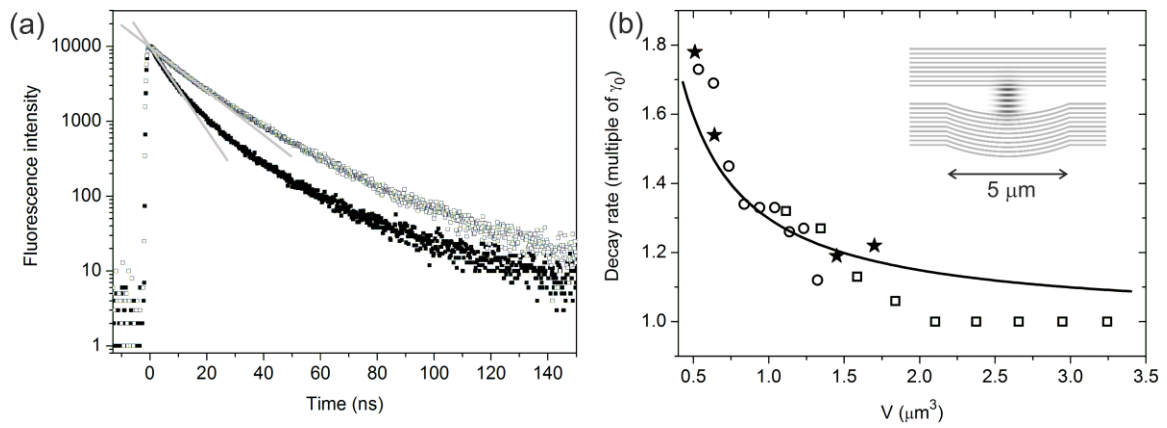 (a)
Fluorescence intensity
10000
1000
100
10
1
0 20 40 60 80 100 120 140
Time (ns)
(b)
Decay rate (multiple of γ₀)
1.8
1.6
1.4
1.2
1.0
0.5 1.0 1.5 2.0 2.5 3.0 3.5
V (μm³)
5 μm